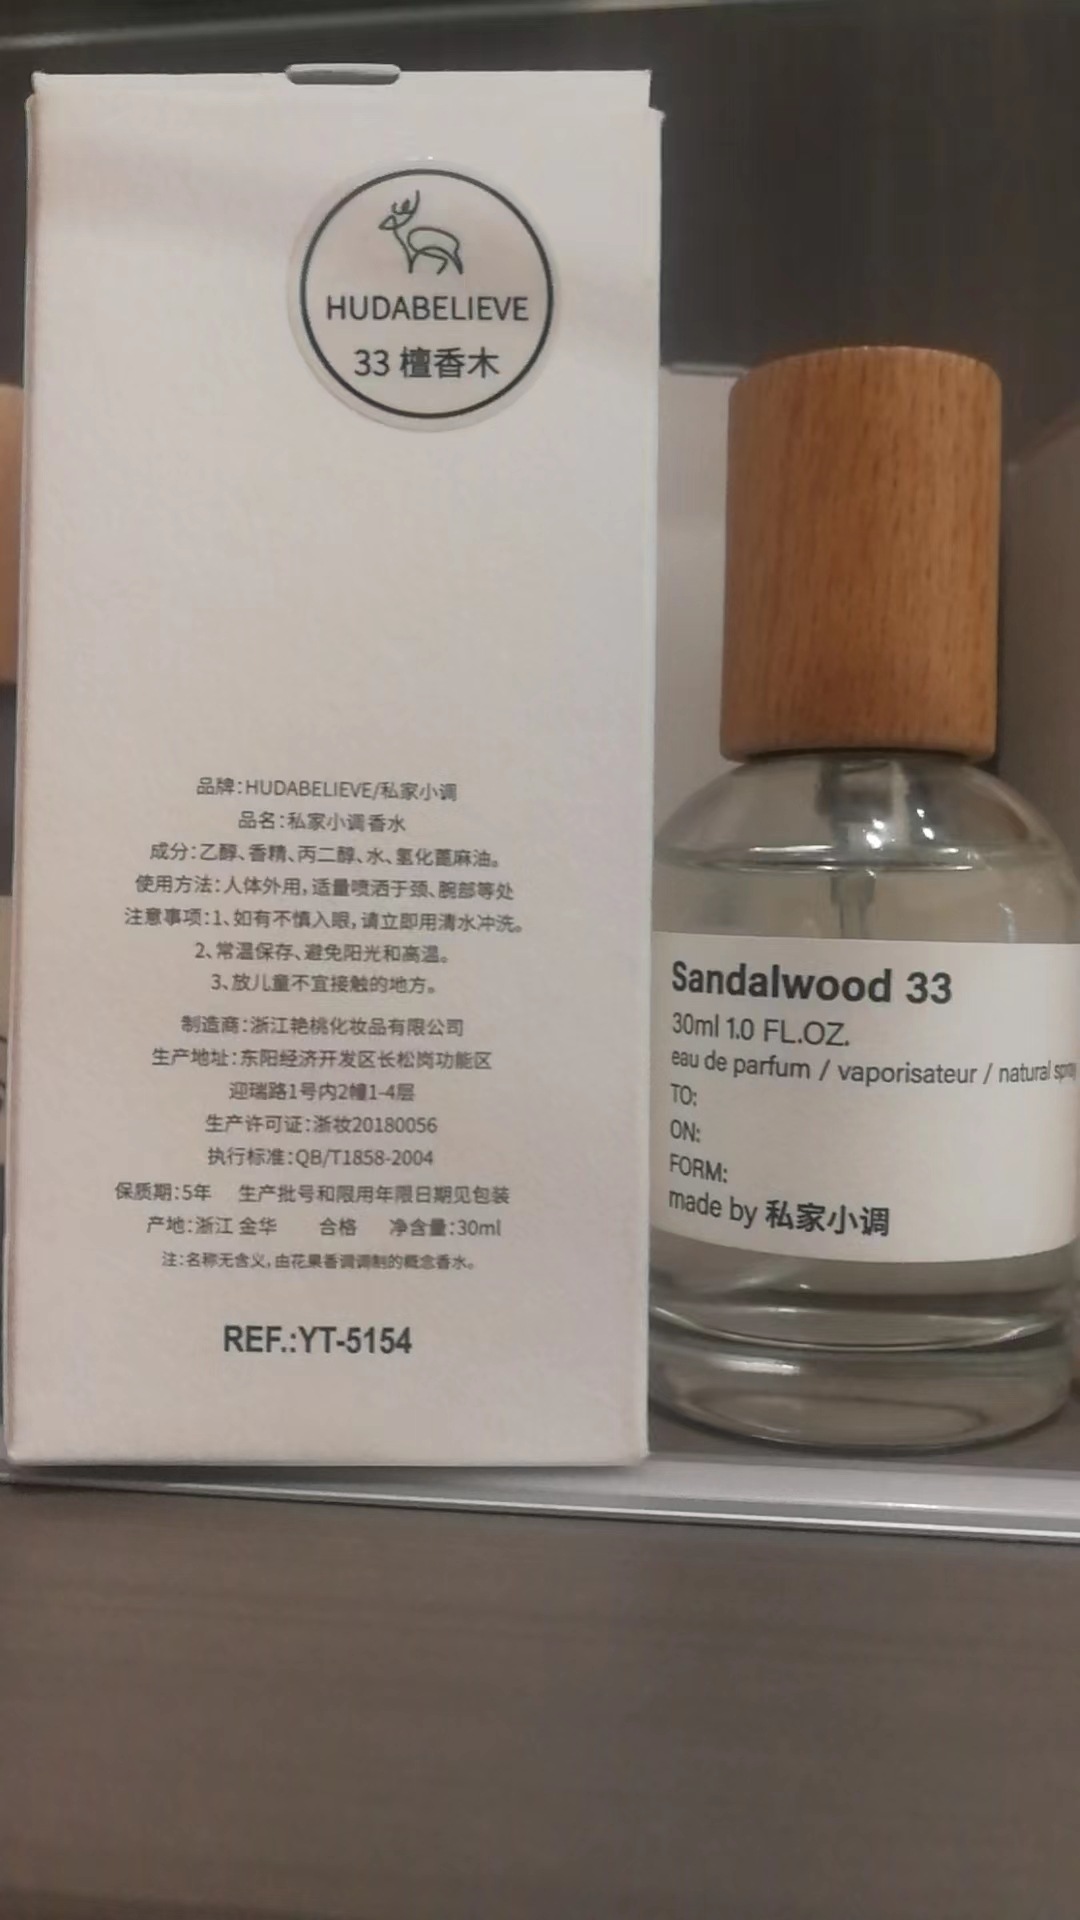 HUDABELIEVE
33 檀香木
品牌：HUDABELIEVE/私家小调
品名：私家小调香水
成分：乙醇、香精、丙二醇、水、氢化蓖麻油。
使用方法：人体外用，适量喷洒于颈、腕部等处
注意事项：1、如有不慎入眼，请立即用清水冲洗。
2、常温保存、避免阳光和高温。
3、放儿童不宜接触的地方。
制造商：浙江艳桃化妆品有限公司
生产地址：东阳经济开发区长松岗功能区
迎瑞路1号内2幢1-4层
生产许可证：浙妆20180056
执行标准：QB/T1858-2004
保质期：5年 生产批号和限用年限日期见包装
产地：浙江 金华 合格 净含量：30ml
注：名称无含义，由花果香调调制的概念香水。
REF.:YT-5154
Sandalwood 33
30ml 1.0 FL.OZ.
eau de parfum / vaporisateur / natural spray
TO:
ON:
FORM:
made by 私家小调